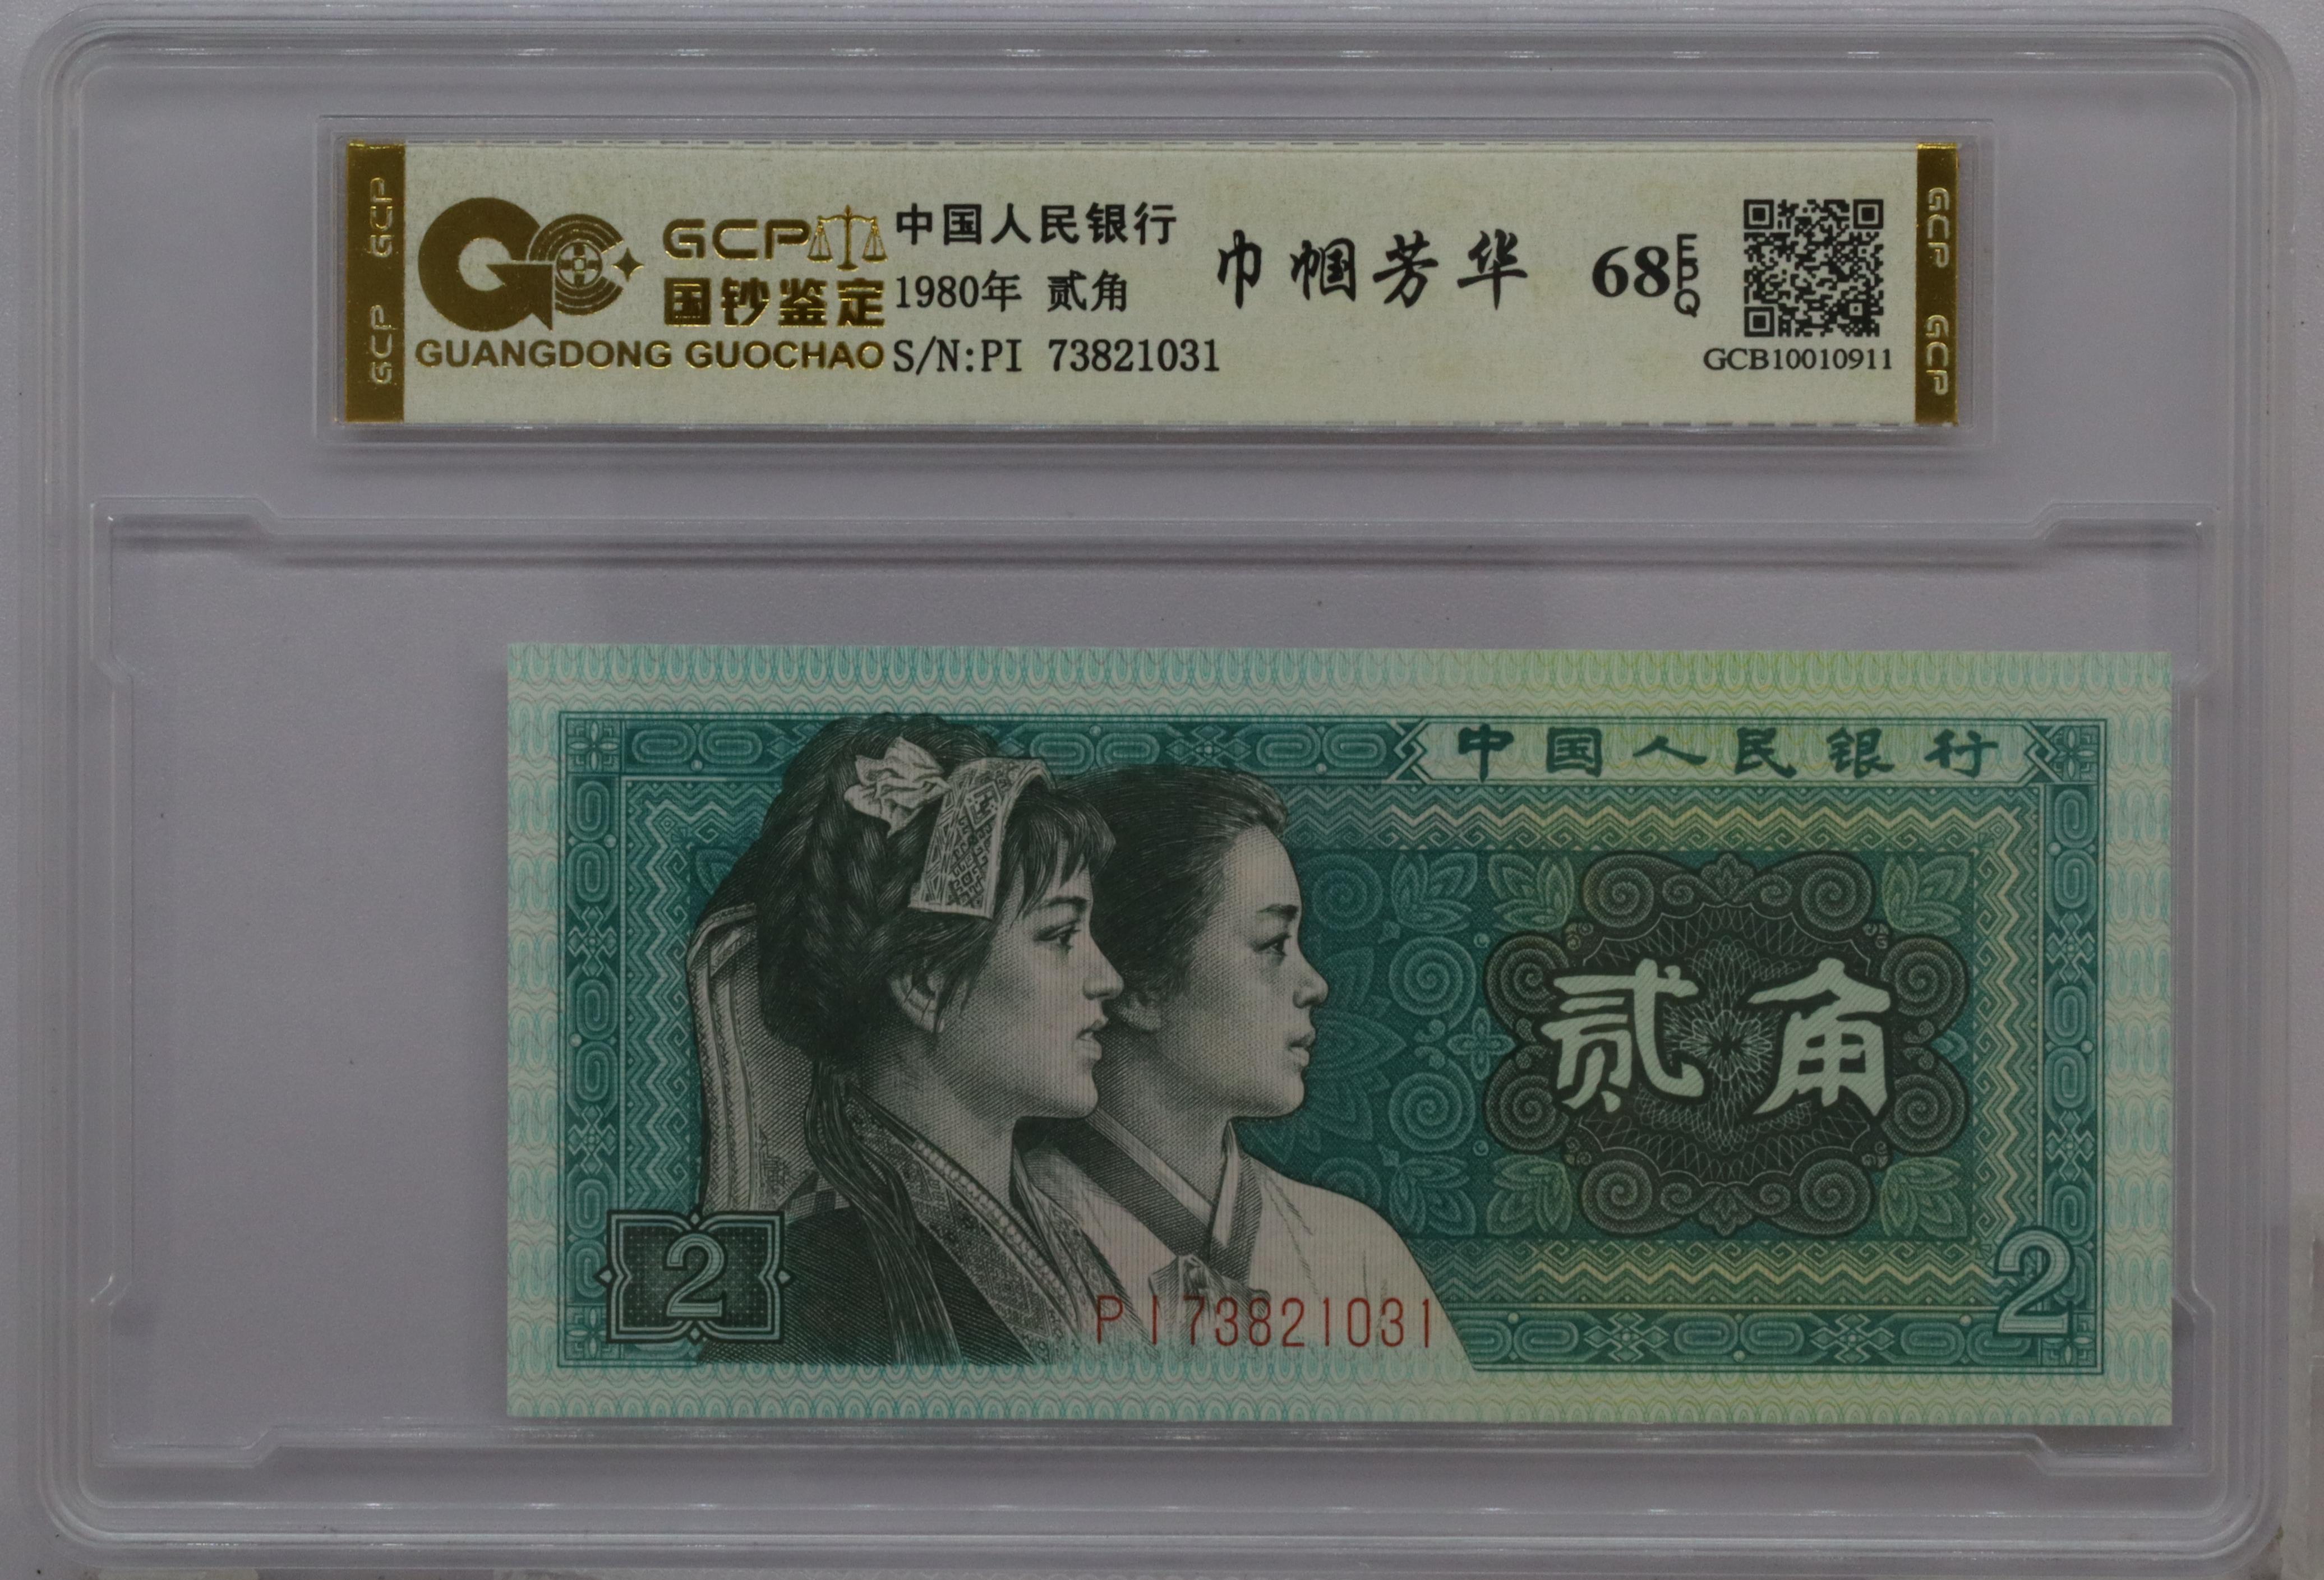 GCP GCP
GCP
国钞鉴定
GUANGDONG GUOCHAO
中国人民银行
1980年 贰角
S/N:PI 73821031
巾帼芳华
68 EPQ
GCB10010911
GCP GCP
中国人民银行
贰角
2
PI73821031
2